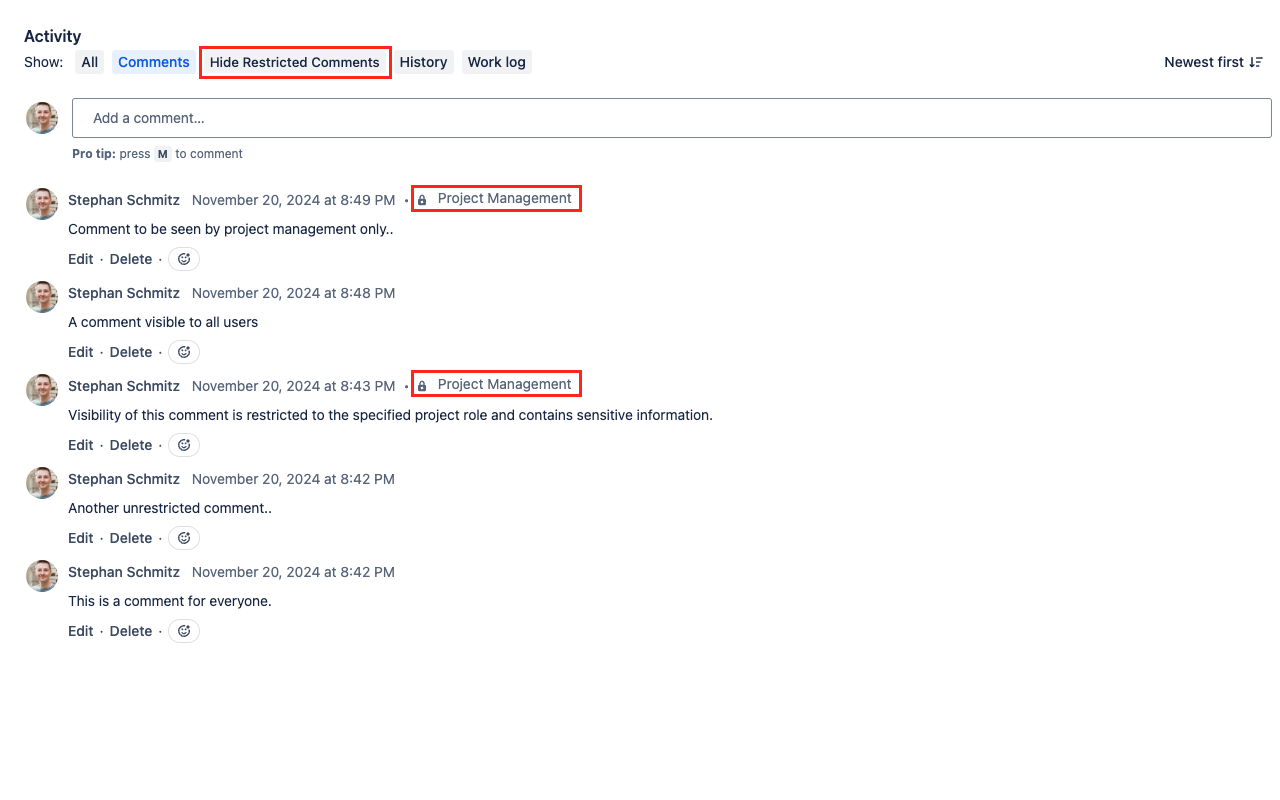 Activity
Show: All Comments Hide Restricted Comments History Work log Newest first
Add a comment...
Pro tip: press M to comment
Stephan Schmitz November 20, 2024 at 8:49 PM • Project Management
Comment to be seen by project management only..
Edit · Delete ·
Stephan Schmitz November 20, 2024 at 8:48 PM
A comment visible to all users
Edit · Delete ·
Stephan Schmitz November 20, 2024 at 8:43 PM • Project Management
Visibility of this comment is restricted to the specified project role and contains sensitive information.
Edit · Delete ·
Stephan Schmitz November 20, 2024 at 8:42 PM
Another unrestricted comment..
Edit · Delete ·
Stephan Schmitz November 20, 2024 at 8:42 PM
This is a comment for everyone.
Edit · Delete ·